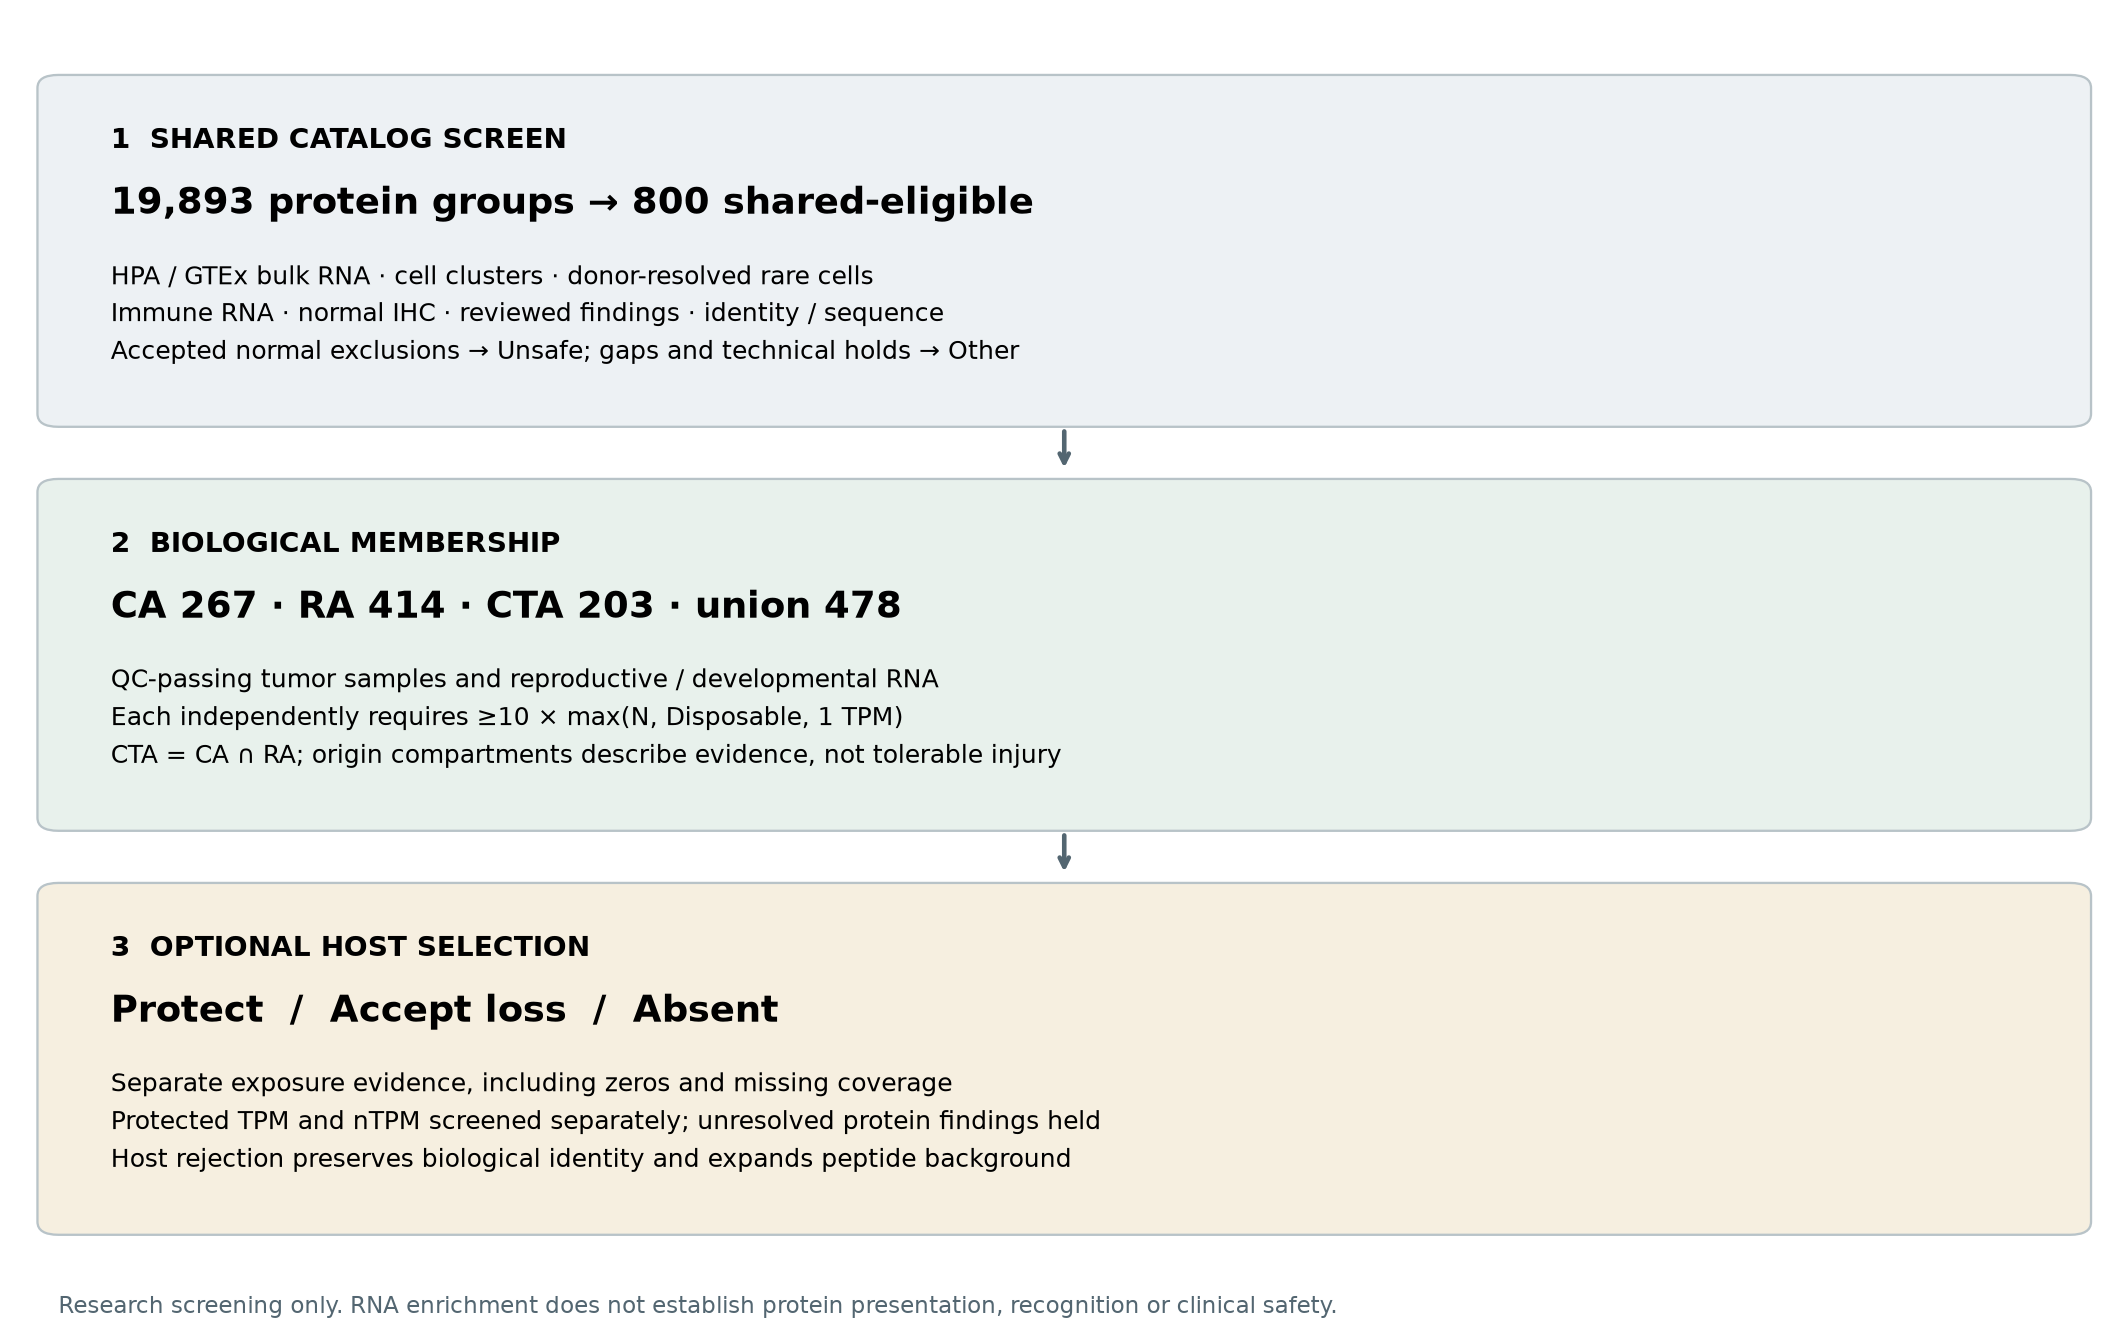 1 SHARED CATALOG SCREEN
19,893 protein groups → 800 shared-eligible
HPA / GTEx bulk RNA · cell clusters · donor-resolved rare cells
Immune RNA · normal IHC · reviewed findings · identity / sequence
Accepted normal exclusions → Unsafe; gaps and technical holds → Other
2 BIOLOGICAL MEMBERSHIP
CA 267 · RA 414 · CTA 203 · union 478
QC-passing tumor samples and reproductive / developmental RNA
Each independently requires ≥10 × max(N, Disposable, 1 TPM)
CTA = CA ∩ RA; origin compartments describe evidence, not tolerable injury
3 OPTIONAL HOST SELECTION
Protect / Accept loss / Absent
Separate exposure evidence, including zeros and missing coverage
Protected TPM and nTPM screened separately; unresolved protein findings held
Host rejection preserves biological identity and expands peptide background
Research screening only. RNA enrichment does not establish protein presentation, recognition or clinical safety.